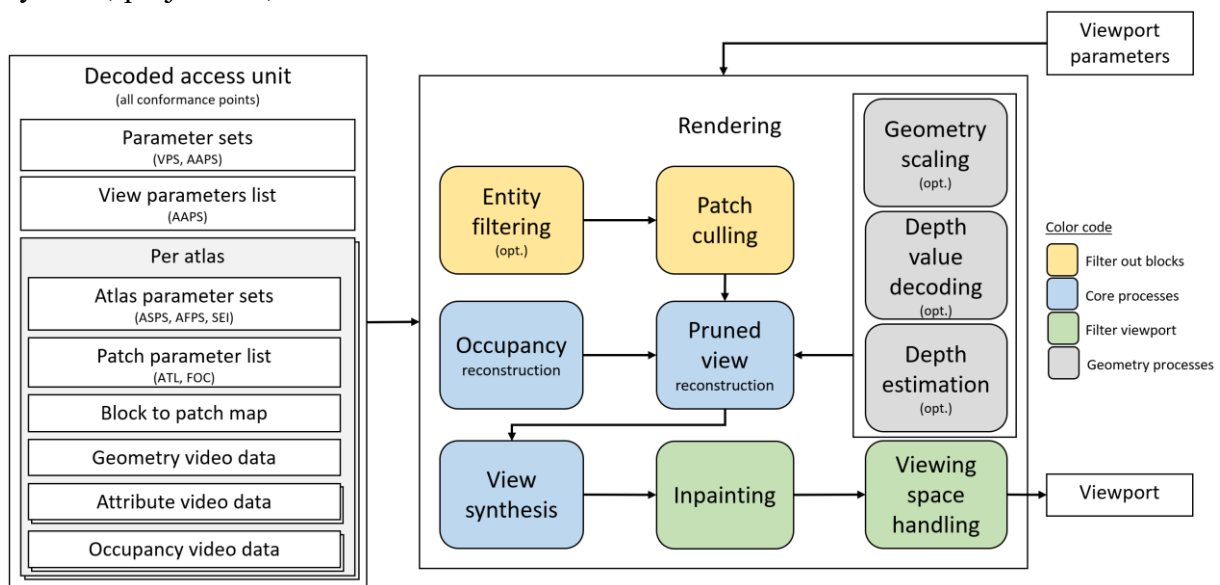 Viewport
parameters
Decoded access unit
(all conformance points)
Parameter sets
(VPS, AAPS)
View parameters list
(AAPS)
Per atlas
Atlas parameter sets
(ASPS, AFPS, SEI)
Patch parameter list
(ATL, FOC)
Block to patch map
Geometry video data
Attribute video data
Occupancy video data
Rendering
Entity
filtering
(opt.)
Patch
culling
Geometry
scaling
(opt.)
Depth
value
decoding
(opt.)
Depth
estimation
(opt.)
Occupancy
reconstruction
Pruned
view
reconstruction
View
synthesis
Inpainting
Viewing
space
handling
Viewport
Color code
Filter out blocks
Core processes
Filter viewport
Geometry processes